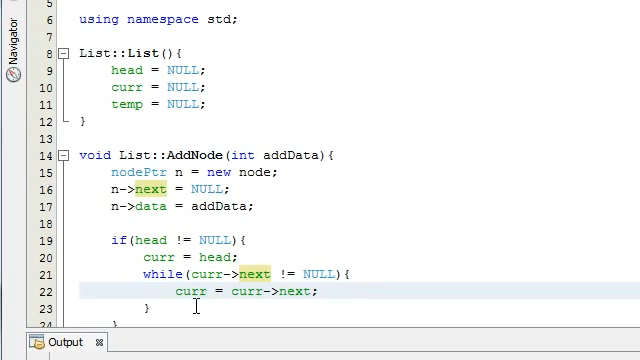 Navigator
5
6 using namespace std;
7
8 List::List(){
9 head = NULL;
10 curr = NULL;
11 temp = NULL;
12 }
13
14 void List::AddNode(int addData){
15 nodePtr n = new node;
16 n->next = NULL;
17 n->data = addData;
18
19 if(head != NULL){
20 curr = head;
21 while(curr->next != NULL){
22 curr = curr->next;
23 }
24 }
Output